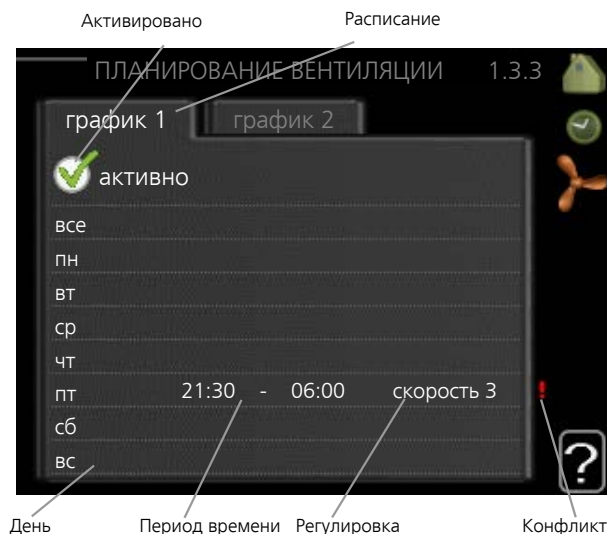 Активировано Расписание
ПЛАНИРОВАНИЕ ВЕНТИЛЯЦИИ 1.3.3
график 1 график 2
активно
все
пн
вт
ср
чт
пт 21:30 - 06:00 скорость 3 !
сб
вс
?
День Период времени Регулировка Конфликт